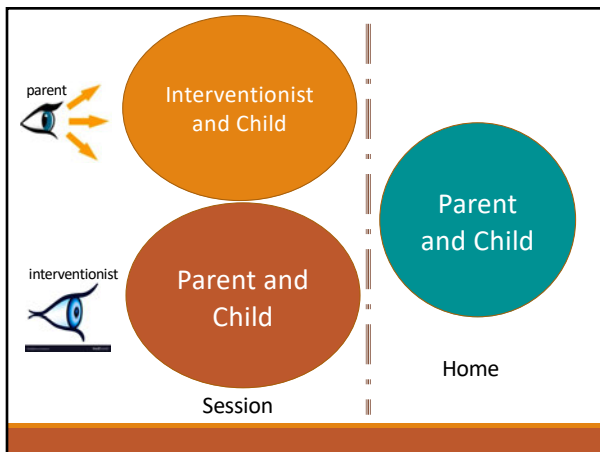 parent
Interventionist
and Child
interventionist
Parent and
Child
Session
Parent
and Child
Home